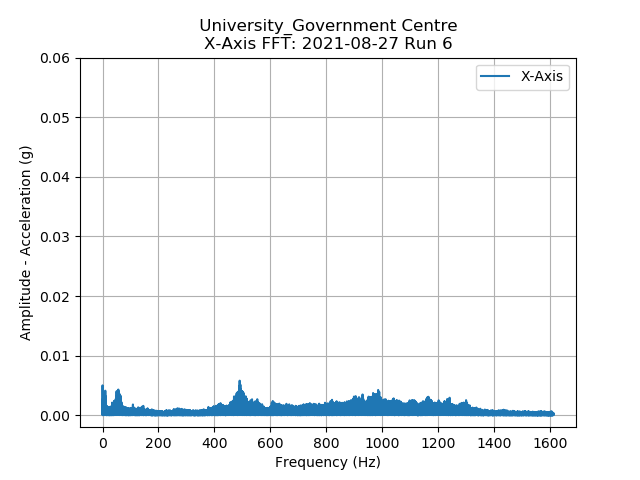 University_Government Centre
X-Axis FFT: 2021-08-27 Run 6
X-Axis
0.06
0.05
0.04
0.03
0.02
0.01
0.00
Amplitude - Acceleration (g)
0 200 400 600 800 1000 1200 1400 1600
Frequency (Hz)